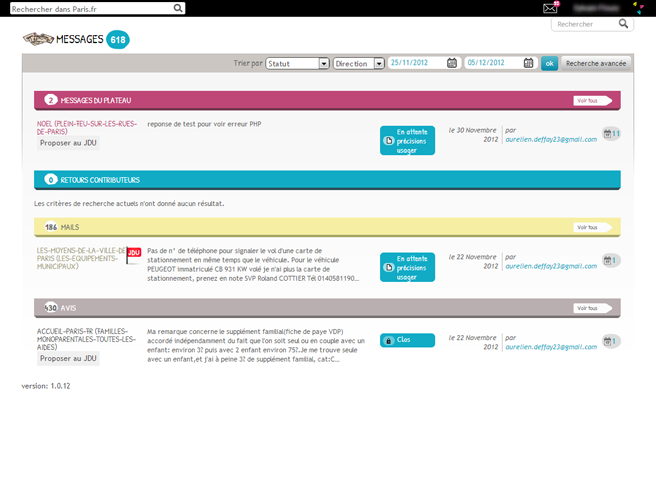 Rechercher dans Paris.fr
Rechercher
MESSAGES 618
Trier par Statut Direction 25/11/2012 05/12/2012 ok Recherche avancée
2 MESSAGES DU PLATEAU Voir tous
NOEL (PLEIN-FEU-SUR-LES-RUES-
DE-PARIS)
Proposer au JDU
reponse de test pour voir erreur PHP
En attente
précisions
usager
le 30 Novembre
2012
par
aurelien.deffay23@gmail.com
11
0 RETOURS CONTRIBUTEURS
Les critères de recherche actuels n'ont donné aucun résultat.
186 MAILS Voir tous
LES-MOYENS-DE-LA-VILLE-DE-
PARIS (LES-EQUIPEMENTS-
MUNICIPAUX)
JDU
Pas de n° de téléphone pour signaler le vol d'une carte de
stationnement en même temps que le véhicule. Pour le véhicule
PEUGEOT immatriculé CB 931 KW volé je n'ai plus la carte de
stationnement, prenez en note SVP Roland COTTIER Tél 0140581190...
En attente
précisions
usager
le 22 Novembre
2012
par
aurelien.deffay23@gmail.com
1
430 AVIS Voir tous
ACCUEIL-PARIS-FR (FAMILLES-
MONOPARENTALES-TOUTES-LES-
AIDES)
Proposer au JDU
Ma remarque concerne le supplément familial(fiche de paye VDP)
accordé indépendamment du fait que l'on soit seul ou en couple avec un
enfant: environ 3? puis avec 2 enfant environ 75?.Je me trouve seule
avec un enfant,et j'ai à peine 3? de supplément familial, cat:C...
Clos
le 22 Novembre
2012
par
aurelien.deffay23@gmail.com
1
version: 1.0.12